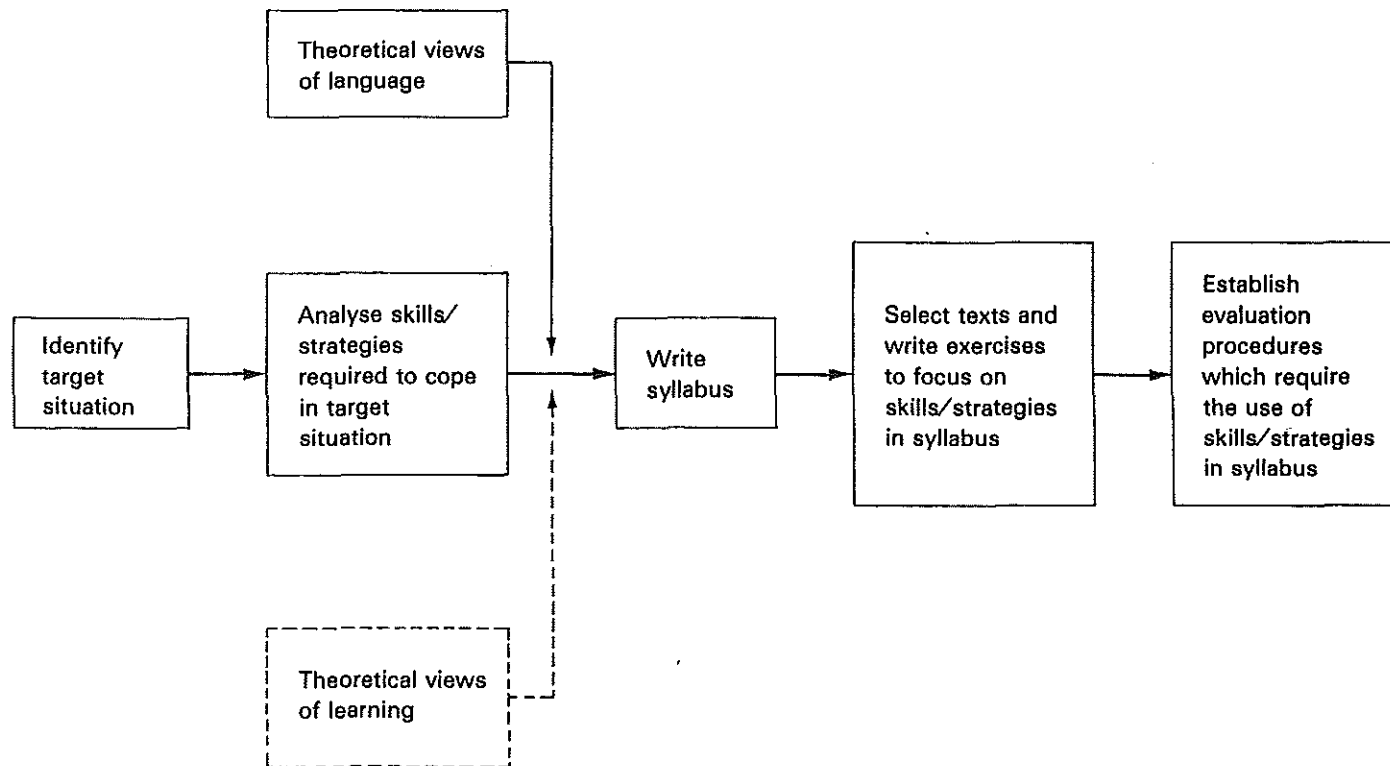 Theoretical views
of language
Identify
target
situation
Analyse skills/
strategies
required to cope
in target
situation
Write
syllabus
Select texts and
write exercises
to focus on
skills/strategies
in syllabus
Establish
evaluation
procedures
which require
the use of
skills/strategies
in syllabus
Theoretical views
of learning